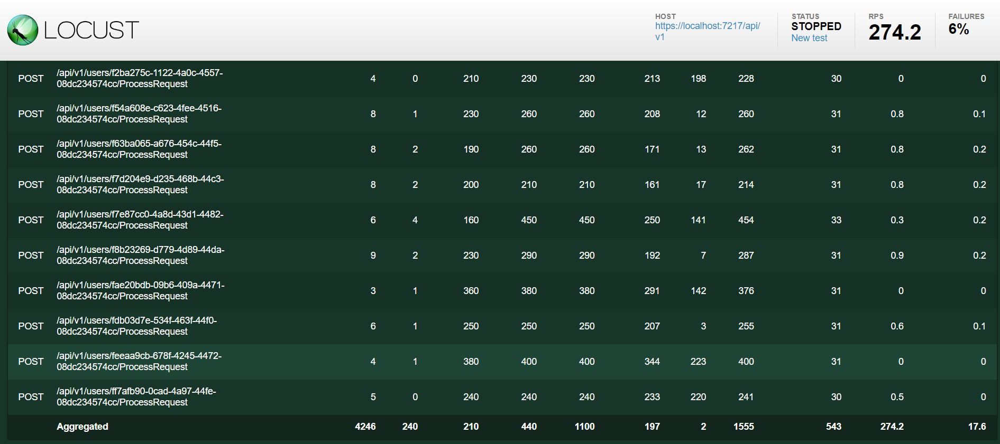 LOCUST
HOST
https://localhost:7217/api/
v1
STATUS
STOPPED
New test
RPS
274.2
FAILURES
6%
POST /api/v1/users/f2ba275c-1122-4a0c-4557- 4 0 210 230 230 213 198 228 30 0 0
08dc234574cc/ProcessRequest
POST /api/v1/users/f54a608e-c623-4fee-4516- 8 1 230 260 260 208 12 260 31 0.8 0.1
08dc234574cc/ProcessRequest
POST /api/v1/users/f63ba065-a676-454c-44f5- 8 2 190 260 260 171 13 262 31 0.8 0.2
08dc234574cc/ProcessRequest
POST /api/v1/users/f7d204e9-d235-468b-44c3- 8 2 200 210 210 161 17 214 31 0.8 0.2
08dc234574cc/ProcessRequest
POST /api/v1/users/f7e87cc0-4a8d-43d1-4482- 6 4 160 450 450 250 141 454 33 0.3 0.2
08dc234574cc/ProcessRequest
POST /api/v1/users/f8b23269-d779-4d89-44da- 9 2 230 290 290 192 7 287 31 0.9 0.2
08dc234574cc/ProcessRequest
POST /api/v1/users/fae20bdb-09b6-409a-4471- 3 1 360 380 380 291 142 376 31 0 0
08dc234574cc/ProcessRequest
POST /api/v1/users/fdb03d7e-534f-463f-44f0- 6 1 250 250 250 207 3 255 31 0.6 0.1
08dc234574cc/ProcessRequest
POST /api/v1/users/feeaa9cb-678f-4245-4472- 4 1 380 400 400 344 223 400 31 0 0
08dc234574cc/ProcessRequest
POST /api/v1/users/ff7afb90-0cad-4a97-44fe- 5 0 240 240 240 233 220 241 30 0.5 0
08dc234574cc/ProcessRequest
Aggregated 4246 240 210 440 1100 197 2 1555 543 274.2 17.6